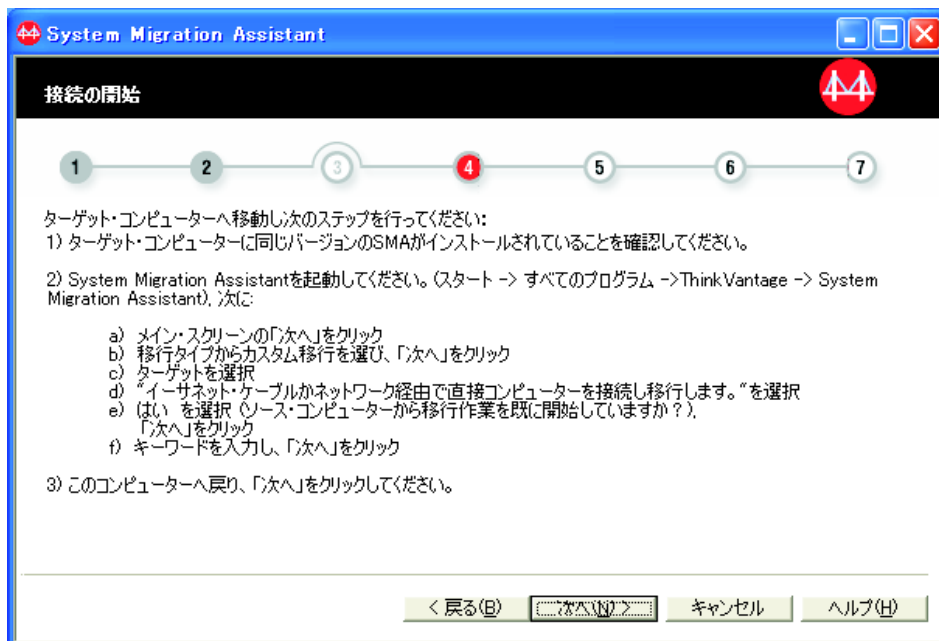 System Migration Assistant
接続の開始
1 2 3 4 5 6 7
ターゲット・コンピューターへ移動し次のステップを行ってください:
1) ターゲット・コンピューターに同じバージョンのSMAがインストールされていることを確認してください。
2) System Migration Assistantを起動してください。(スタート -> すべてのプログラム ->ThinkVantage -> System
Migration Assistant), 次に:
a) メイン・スクリーンの「次へ」をクリック
b) 移行タイプからカスタム移行を選び、「次へ」をクリック
c) ターゲットを選択
d) "イーサネット・ケーブルかネットワーク経由で直接コンピューターを接続し移行します。"を選択
e) (はい を選択 (ソース・コンピューターから移行作業を既に開始していますか?),
「次へ」をクリック
f) キーワードを入力し、「次へ」をクリック
3) このコンピューターへ戻り、「次へ」をクリックしてください。
< 戻る(B) 次へ(N) > キャンセル ヘルプ(H)